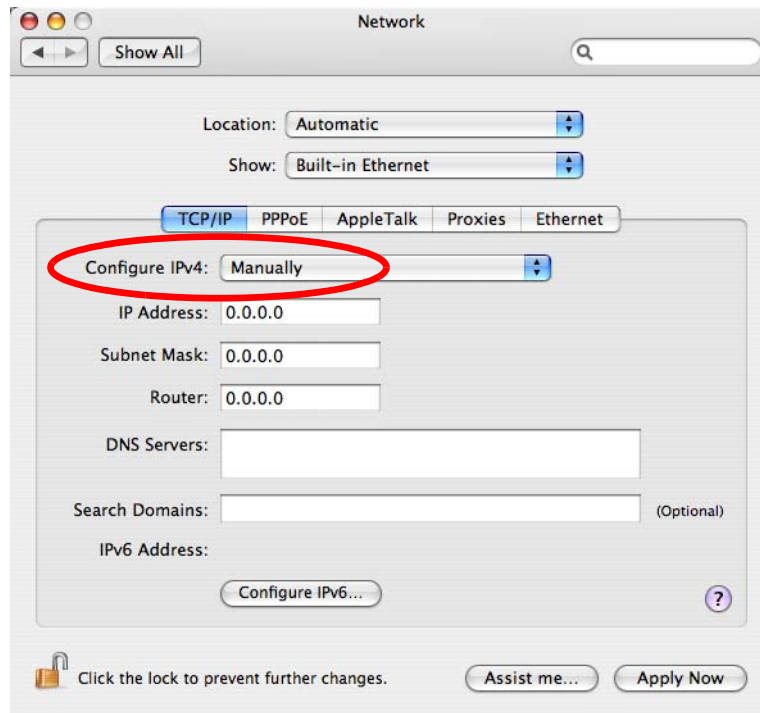 Network
Show All
Location: Automatic
Show: Built-in Ethernet
TCP/IP PPPoE AppleTalk Proxies Ethernet
Configure IPv4: Manually
IP Address: 0.0.0.0
Subnet Mask: 0.0.0.0
Router: 0.0.0.0
DNS Servers:
Search Domains: (Optional)
IPv6 Address:
Configure IPv6...
?
Click the lock to prevent further changes. Assist me... Apply Now